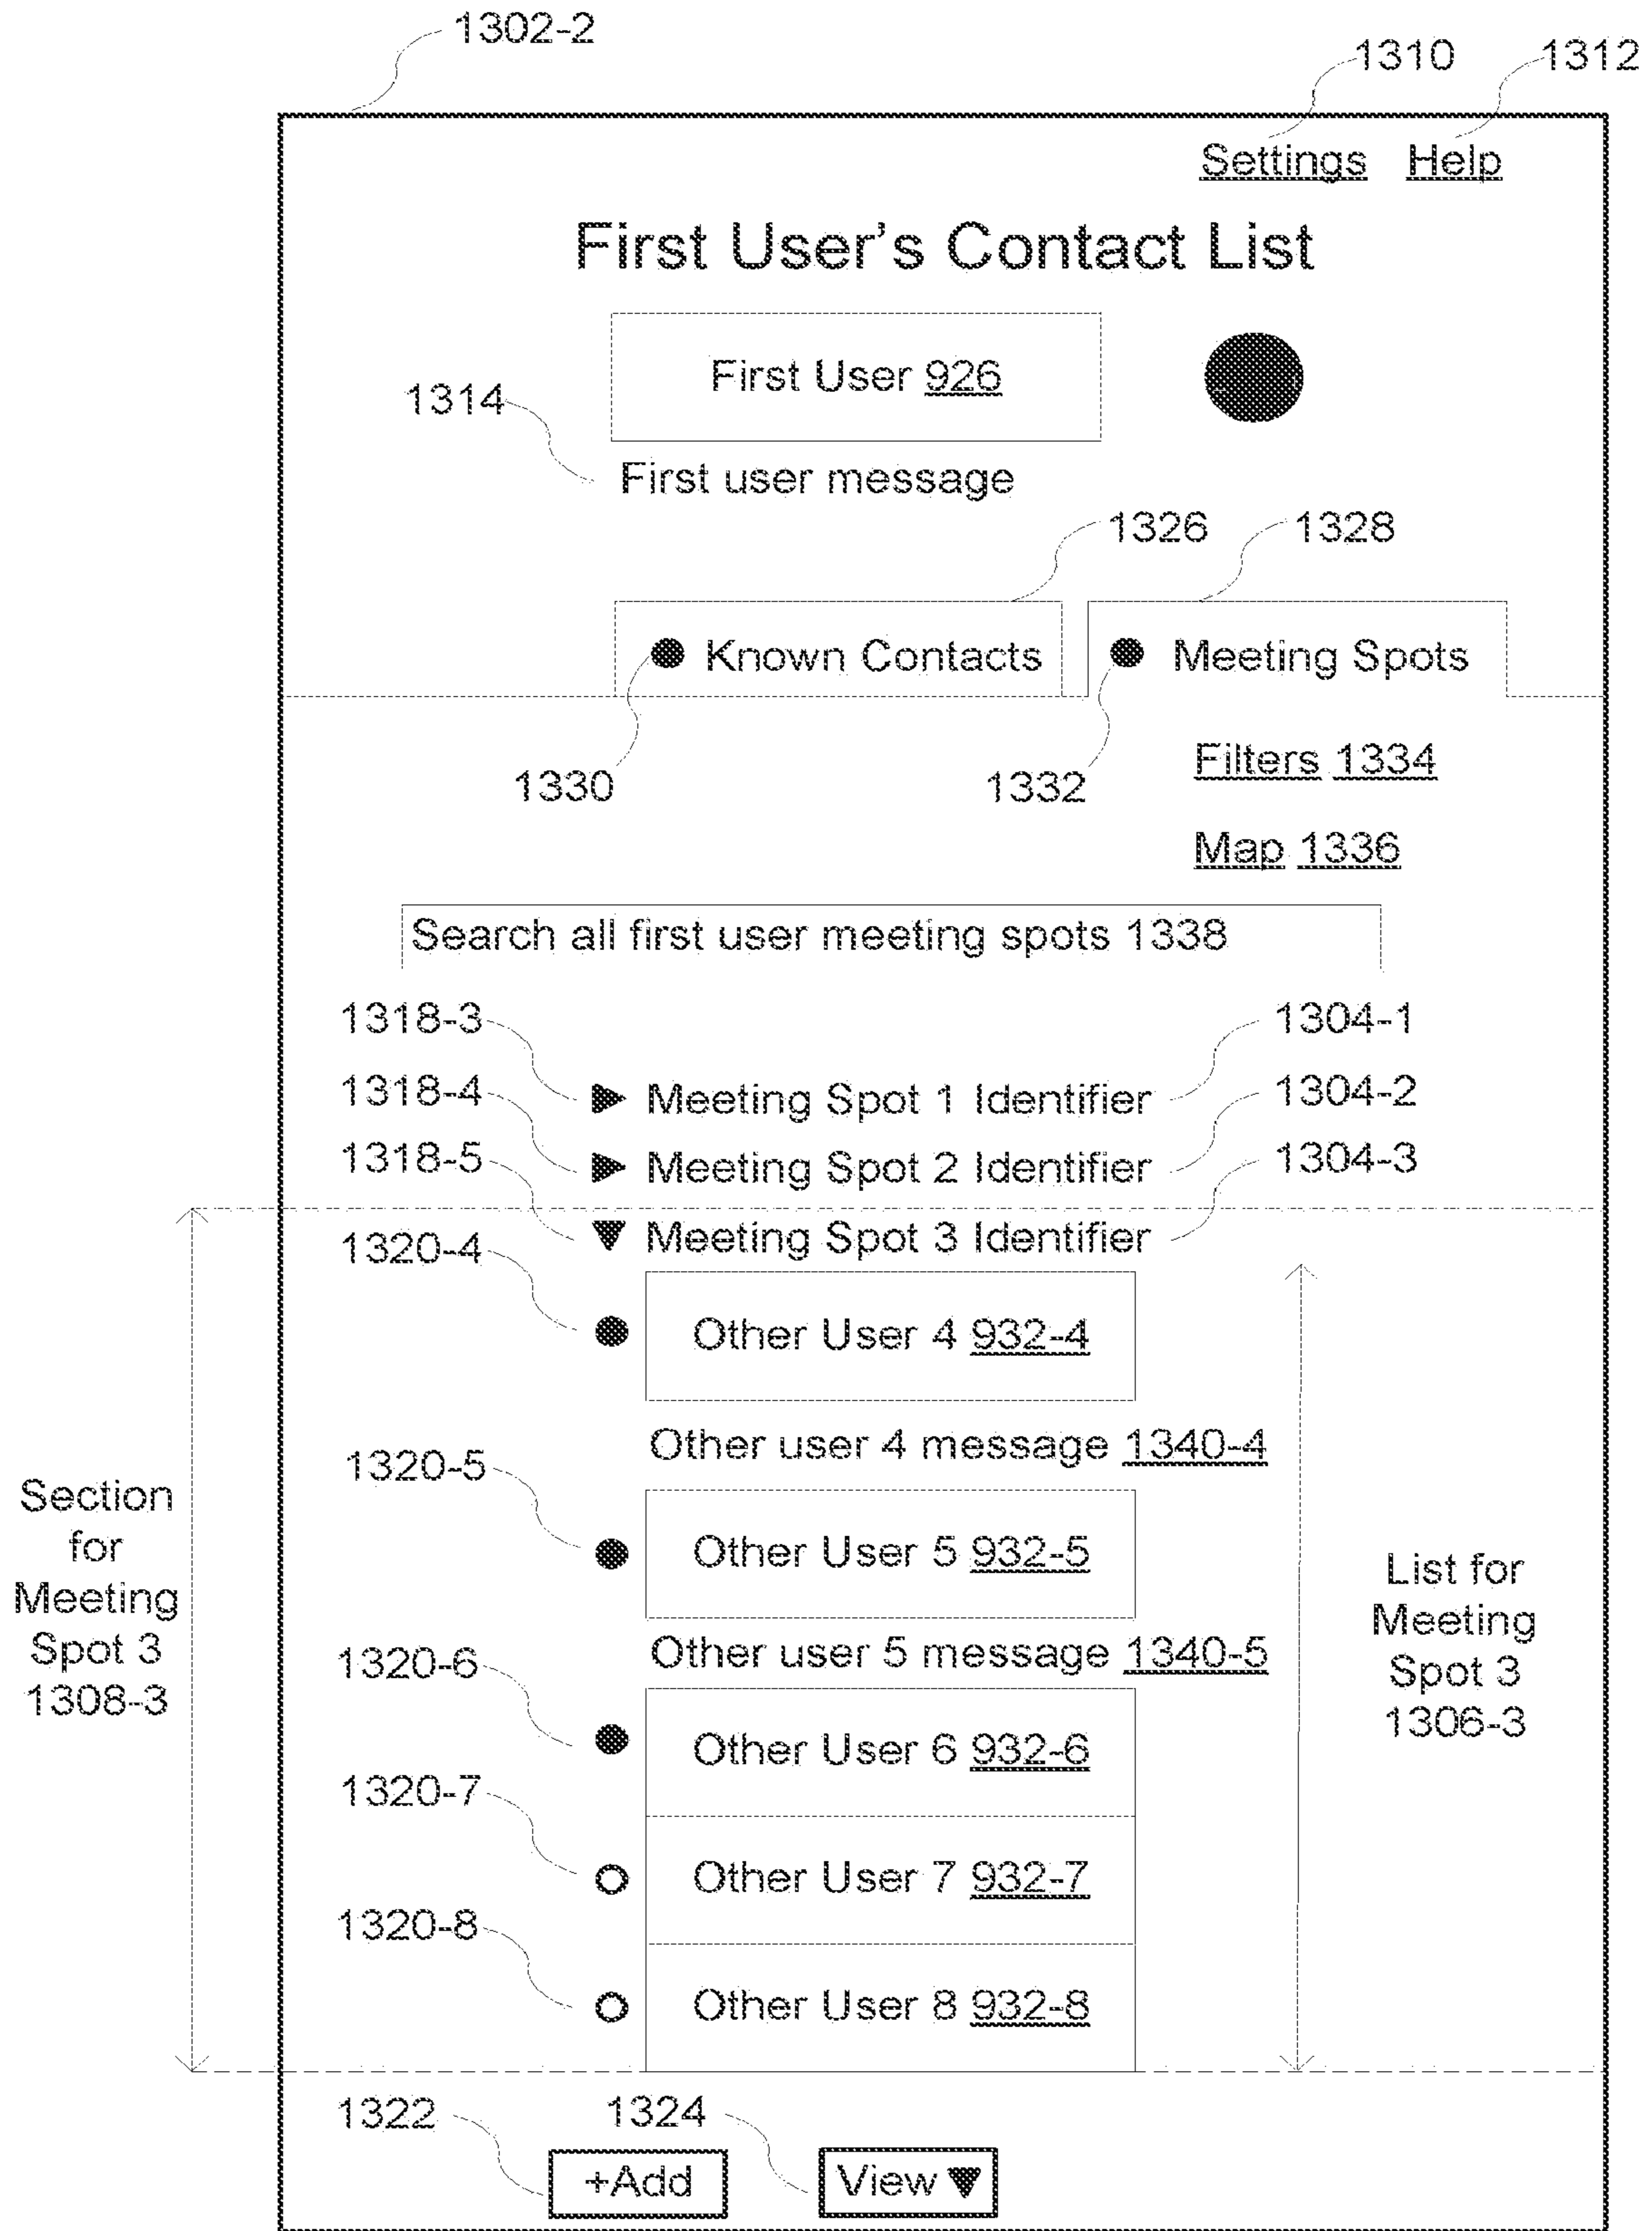 1302-2
1310 1312
Settings Help
First User's Contact List
First User 926
1314
First user message
1326 1328
Known Contacts Meeting Spots
1330 1332 Filters 1334
Map 1336
Search all first user meeting spots 1338
1318-3 1304-1
1318-4 Meeting Spot 1 Identifier 1304-2
1318-5 Meeting Spot 2 Identifier 1304-3
1320-4 Meeting Spot 3 Identifier
Other User 4 932-4
Other user 4 message 1340-4
1320-5
Other User 5 932-5
Section
for
Meeting
Spot 3
1308-3
List for
Meeting
Spot 3
1306-3
Other user 5 message 1340-5
1320-6
Other User 6 932-6
1320-7
Other User 7 932-7
1320-8
Other User 8 932-8
1322 1324
+Add View